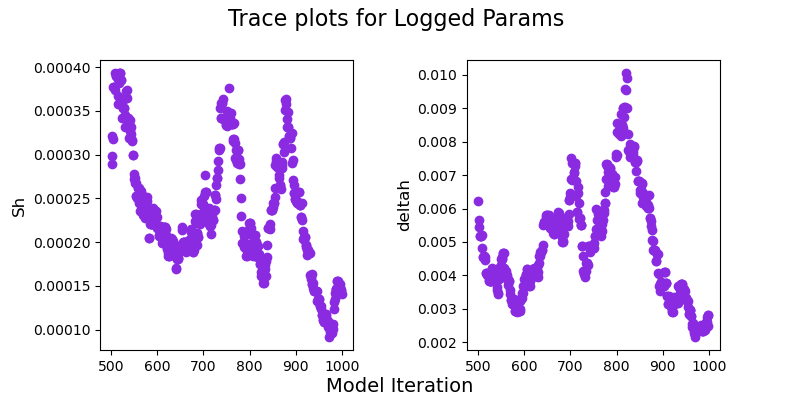 Trace plots for Logged Params
Sh
0.00040
0.00035
0.00030
0.00025
0.00020
0.00015
0.00010
500 600 700 800 900 1000
deltah
0.010
0.009
0.008
0.007
0.006
0.005
0.004
0.003
0.002
500 600 700 800 900 1000
Model Iteration